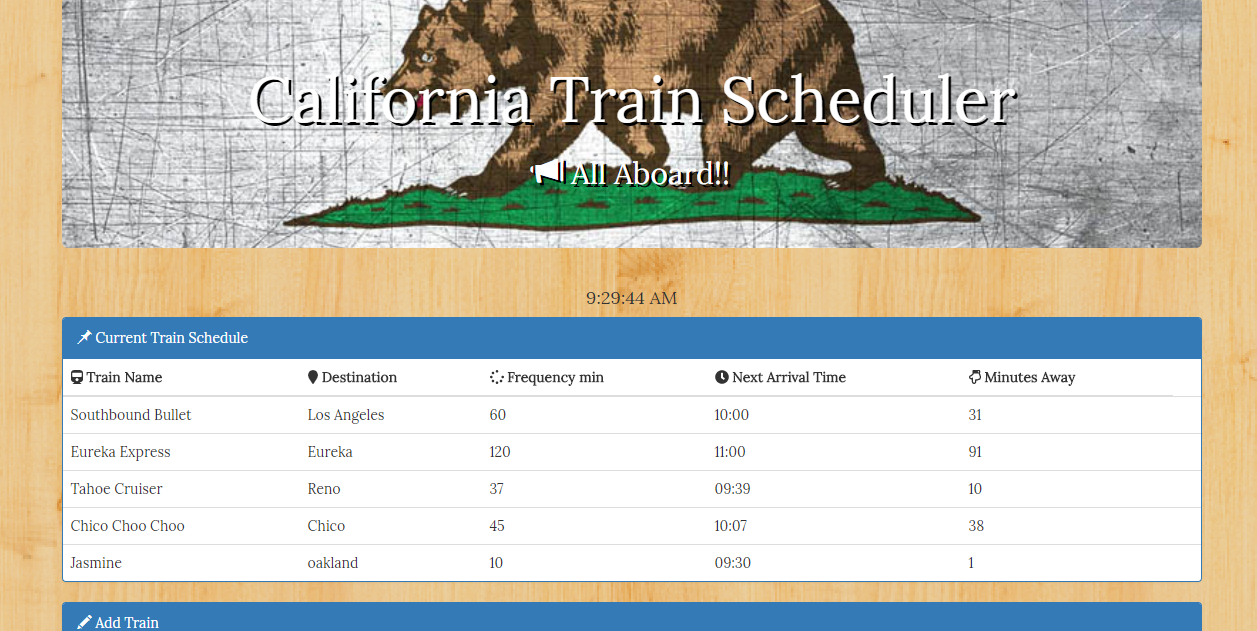 California Train Scheduler
All Aboard!!
9:29:44 AM
Current Train Schedule
Train Name Destination Frequency min Next Arrival Time Minutes Away
Southbound Bullet Los Angeles 60 10:00 31
Eureka Express Eureka 120 11:00 91
Tahoe Cruiser Reno 37 09:39 10
Chico Choo Choo Chico 45 10:07 38
Jasmine oakland 10 09:30 1
Add Train